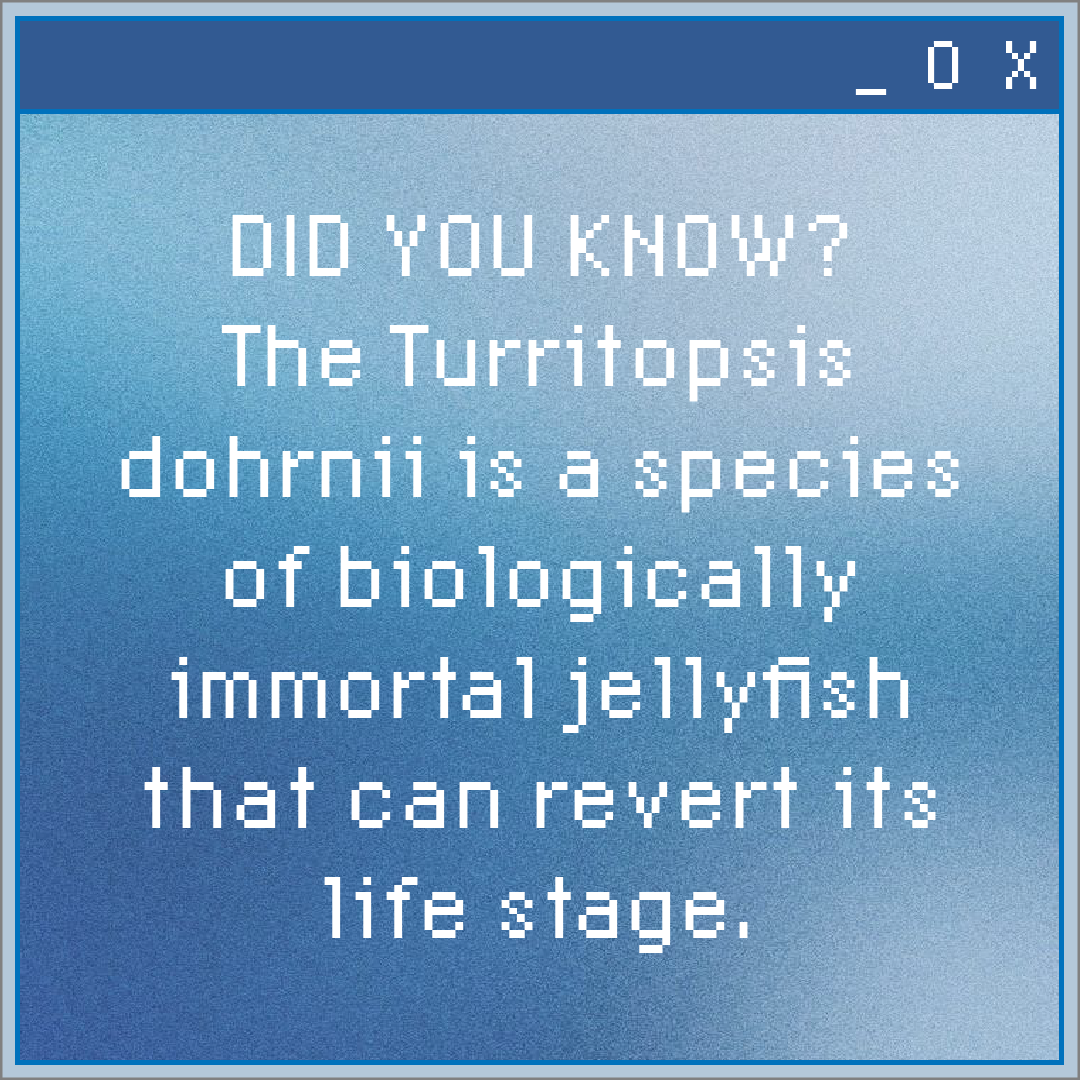 _ O X
DID YOU KNOW?
The Turritopsis
dohrnii is a species
of biologically
immortal jellyfish
that can revert its
life stage.